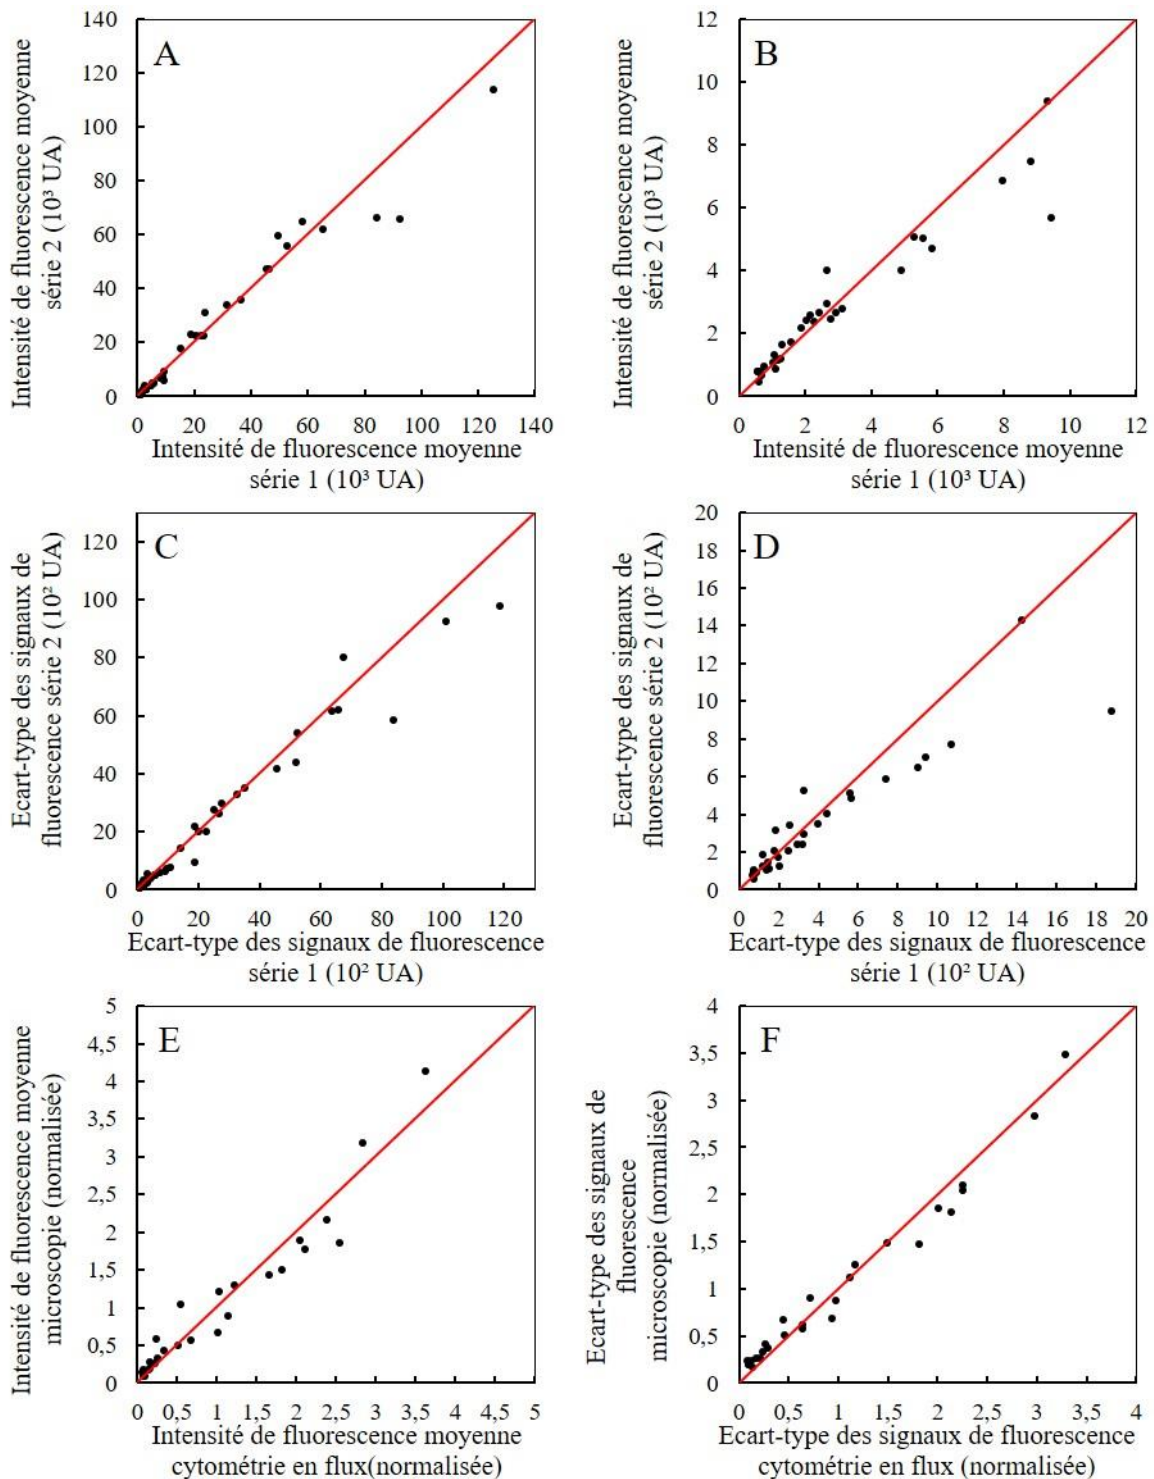 A
Intensité de fluorescence moyenne
série 2 (10³ UA)
140
120
100
80
60
40
20
0
0 20 40 60 80 100 120 140
Intensité de fluorescence moyenne
série 1 (10³ UA)
B
Intensité de fluorescence moyenne
série 2 (10³ UA)
12
10
8
6
4
2
0
0 2 4 6 8 10 12
Intensité de fluorescence moyenne
série 1 (10³ UA)
C
Ecart-type des signaux de
fluorescence série 2 (10² UA)
120
100
80
60
40
20
0
0 20 40 60 80 100 120
Ecart-type des signaux de fluorescence
série 1 (10² UA)
D
Ecart-type des signaux de
fluorescence série 2 (10² UA)
20
18
16
14
12
10
8
6
4
2
0
0 2 4 6 8 10 12 14 16 18 20
Ecart-type des signaux de fluorescence
série 1 (10² UA)
E
Intensité de fluorescence moyenne
microscopie (normalisée)
5
4,5
4
3,5
3
2,5
2
1,5
1
0,5
0
0 0,5 1 1,5 2 2,5 3 3,5 4 4,5 5
Intensité de fluorescence moyenne
cytométrie en flux(normalisée)
F
Ecart-type des signaux de
fluorescence
microscopie (normalisée)
4
3,5
3
2,5
2
1,5
1
0,5
0
0 0,5 1 1,5 2 2,5 3 3,5 4
Ecart-type des signaux de fluorescence
cytométrie en flux (normalisée)